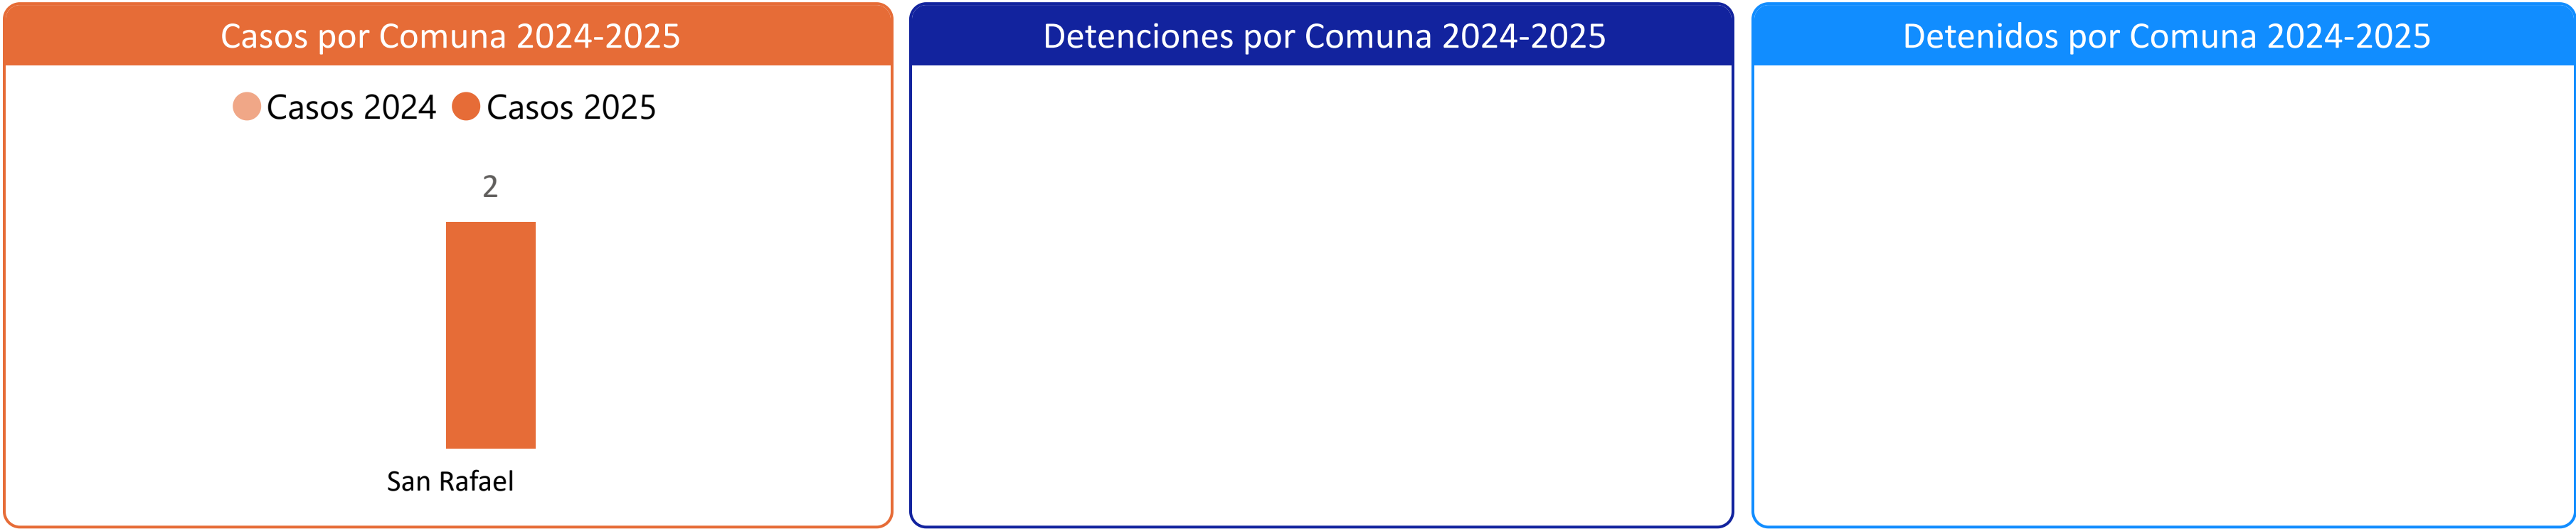 Casos por Comuna 2024-2025
Casos 2024 Casos 2025
2
San Rafael
Detenciones por Comuna 2024-2025
Detenidos por Comuna 2024-2025